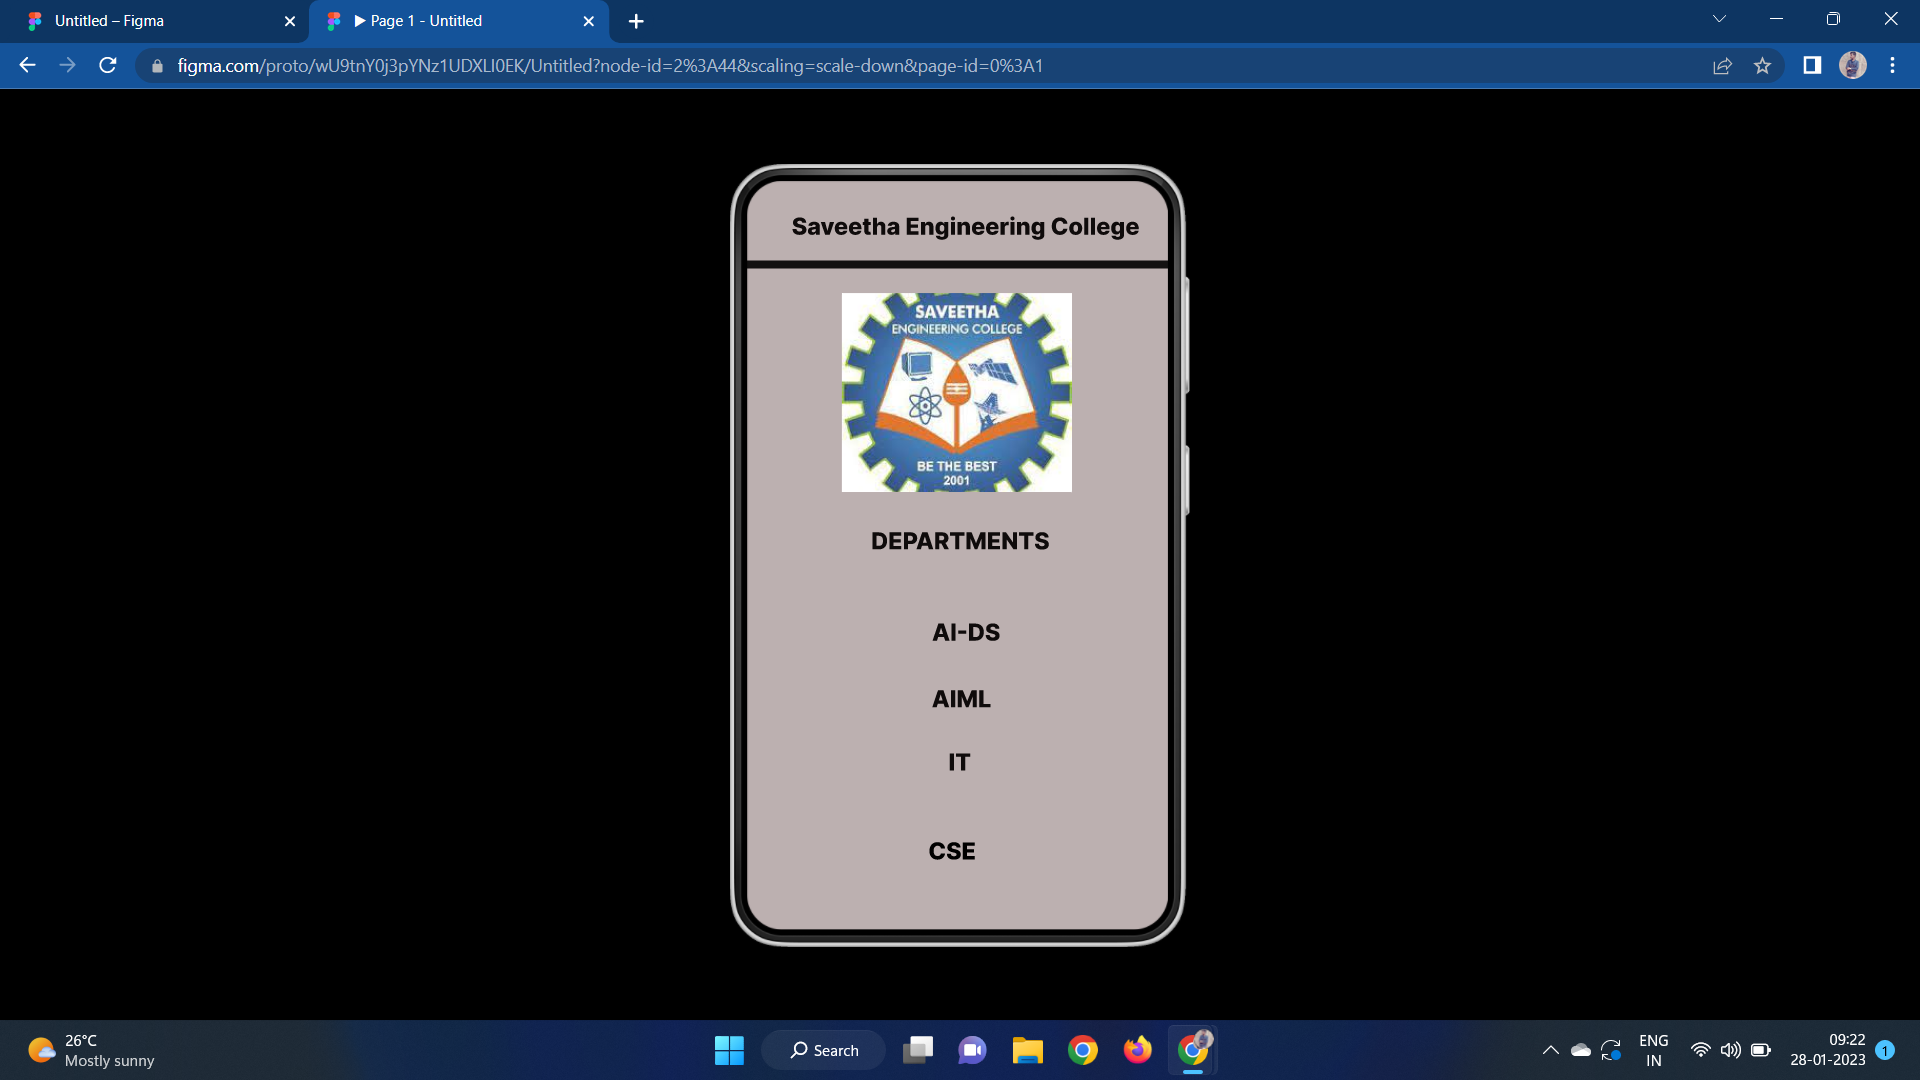 Untitled – Figma
Page 1 - Untitled
figma.com/proto/wU9tnY0j3pYNz1UDXLI0EK/Untitled?node-id=2%3A44&scaling=scale-down&page-id=0%3A1
Saveetha Engineering College
SAVEETHA
ENGINEERING COLLEGE
BE THE BEST
2001
DEPARTMENTS
AI-DS
AIML
IT
CSE
26°C
Mostly sunny
Search
ENG
IN
09:22
28-01-2023
1